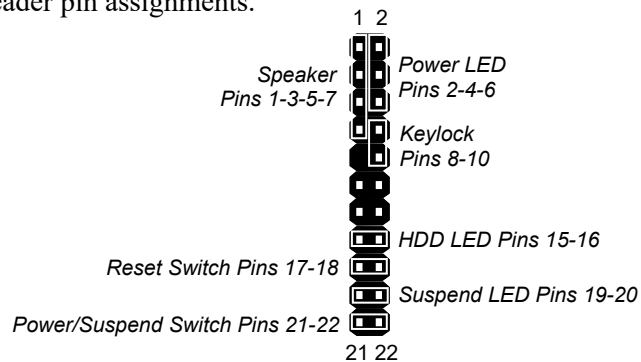 eader pin assignments.
1 2
Speaker
Pins 1-3-5-7
Power LED
Pins 2-4-6
Keylock
Pins 8-10
HDD LED Pins 15-16
Reset Switch Pins 17-18
Suspend LED Pins 19-20
Power/Suspend Switch Pins 21-22
21 22